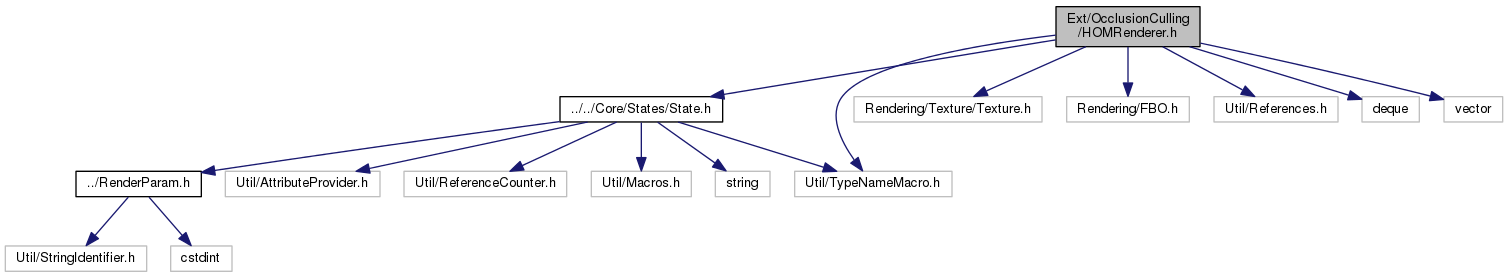 Ext/OcclusionCulling
/HOMRenderer.h
../../Core/States/State.h
Rendering/Texture/Texture.h
Rendering/FBO.h
Util/References.h
deque
vector
../RenderParam.h
Util/AttributeProvider.h
Util/ReferenceCounter.h
Util/Macros.h
string
Util/TypeNameMacro.h
Util/StringIdentifier.h
cstdint